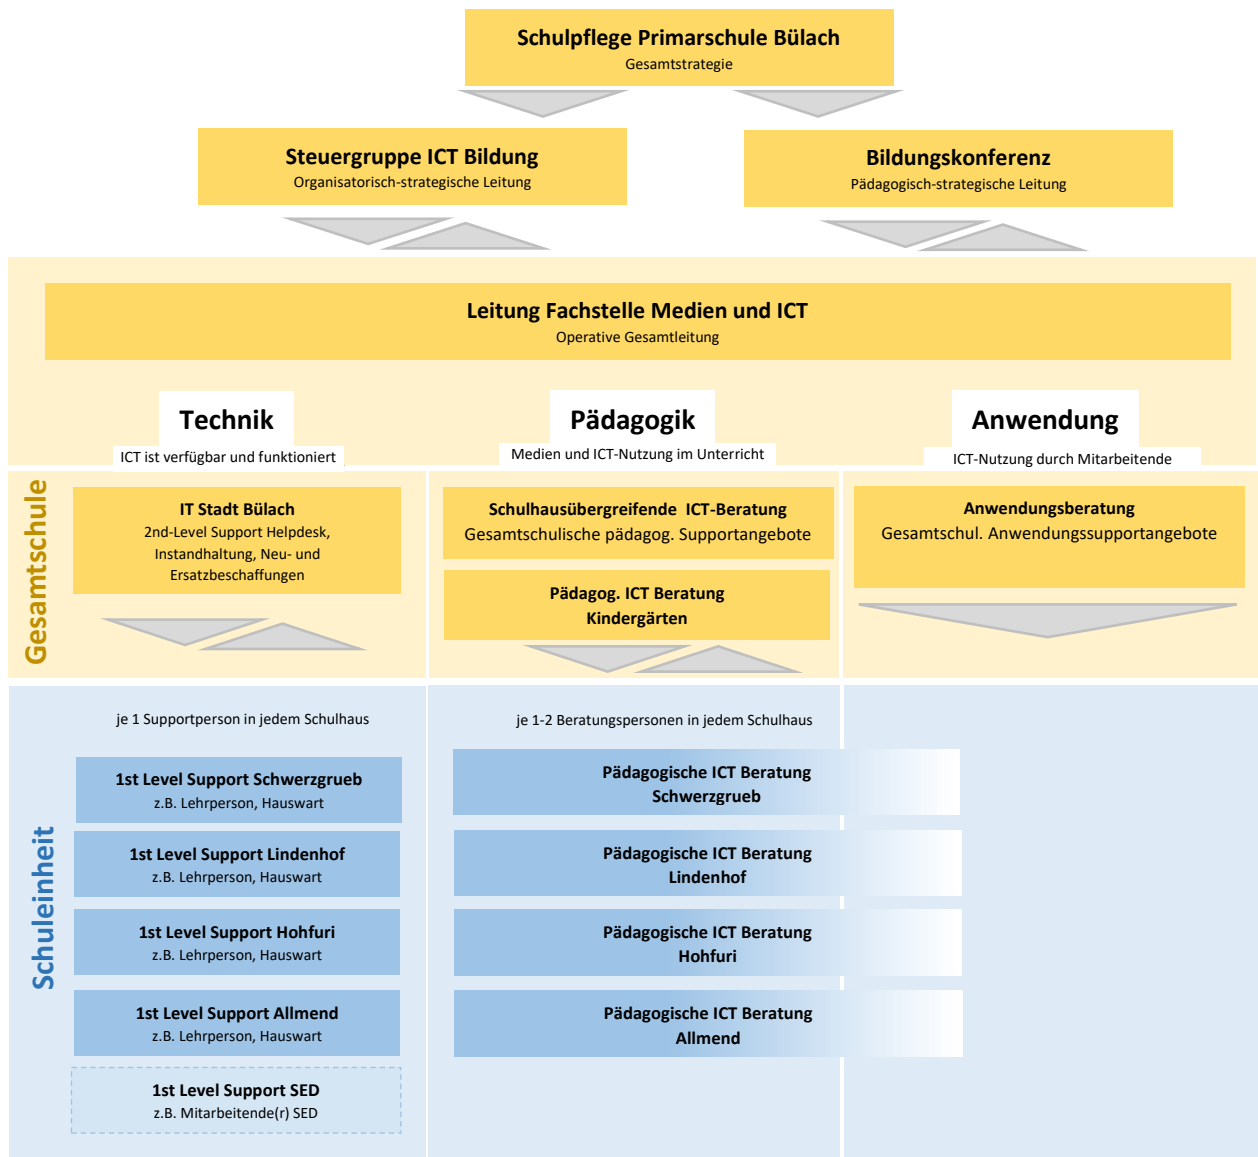 Schulpflege Primarschule Bülach
Gesamtstrategie
Steuergruppe ICT Bildung
Organisatorisch-strategische Leitung
Bildungskonferenz
Pädagogisch-strategische Leitung
Leitung Fachstelle Medien und ICT
Operative Gesamtleitung
Technik
ICT ist verfügbar und funktioniert
Pädagogik
Medien und ICT-Nutzung im Unterricht
Anwendung
ICT-Nutzung durch Mitarbeitende
Gesamtschule
IT Stadt Bülach
2nd-Level Support Helpdesk,
Instandhaltung, Neu- und
Ersatzbeschaffungen
Schulhausübergreifende ICT-Beratung
Gesamtschulische pädagog. Supportangebote
Pädagog. ICT Beratung
Kindergärten
Anwendungsberatung
Gesamtschul. Anwendungssupportangebote
Schuleinheit
je 1 Supportperson in jedem Schulhaus
1st Level Support Schwerzgrueb
z.B. Lehrperson, Hauswart
1st Level Support Lindenhof
z.B. Lehrperson, Hauswart
1st Level Support Hohfuri
z.B. Lehrperson, Hauswart
1st Level Support Allmend
z.B. Lehrperson, Hauswart
1st Level Support SED
z.B. Mitarbeitende(r) SED
je 1-2 Beratungspersonen in jedem Schulhaus
Pädagogische ICT Beratung
Schwerzgrueb
Pädagogische ICT Beratung
Lindenhof
Pädagogische ICT Beratung
Hohfuri
Pädagogische ICT Beratung
Allmend